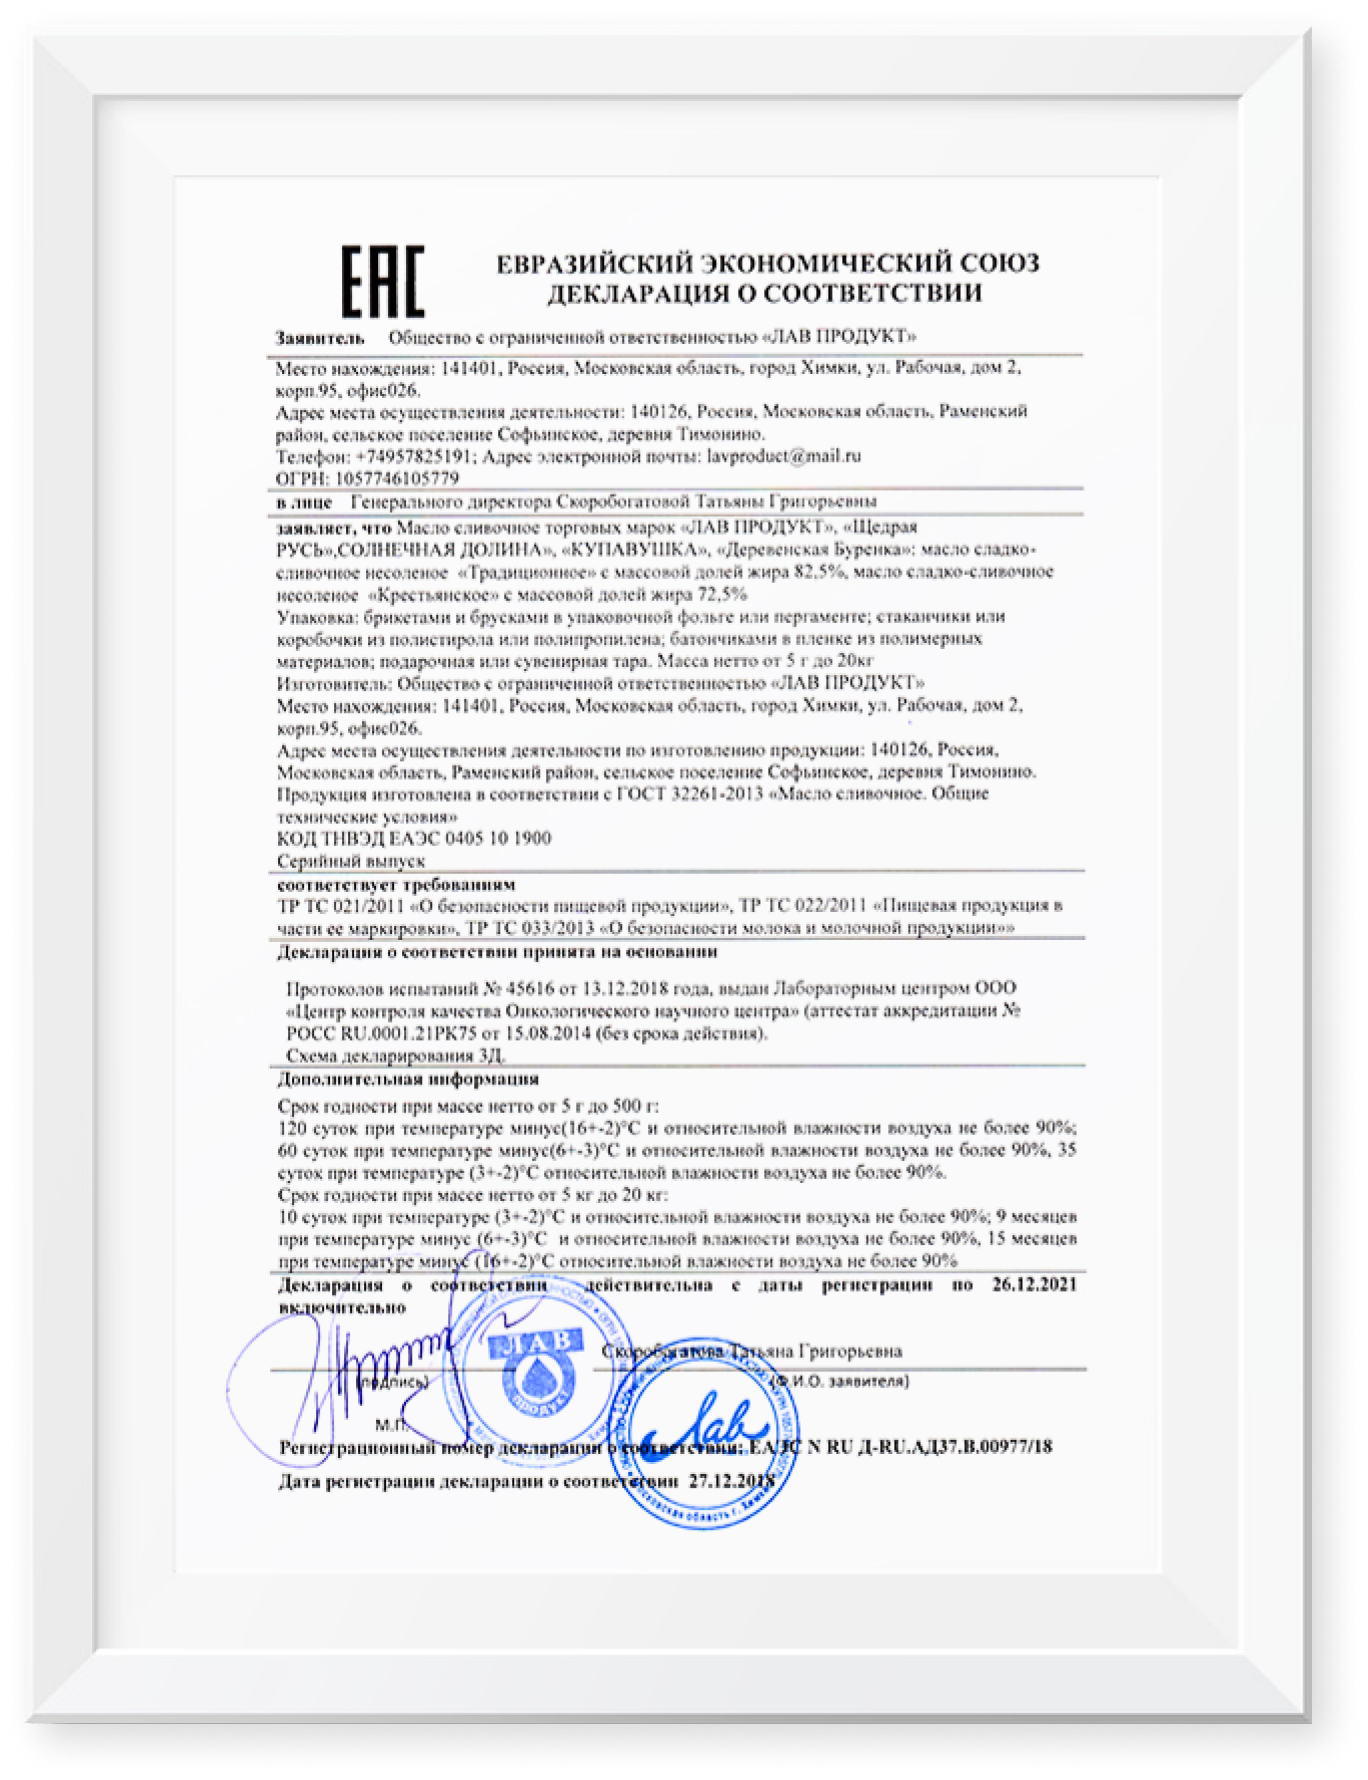 ЕАС
ЕВРАЗИЙСКИЙ ЭКОНОМИЧЕСКИЙ СОЮЗ
ДЕКЛАРАЦИЯ О СООТВЕТСТВИИ
Заявитель Общество с ограниченной ответственностью «ЛАВ ПРОДУКТ»
Место нахождения: 141401, Россия, Московская область, город Химки, ул. Рабочая, дом 2,
корп.95, офис026.
Адрес места осуществления деятельности: 140126, Россия, Московская область, Раменский
район, сельское поселение Софьинское, деревня Тимонино.
Телефон: +74957825191; Адрес электронной почты: lavproduct@mail.ru
ОГРН: 1057746105779
в лице Генерального директора Скоробогатовой Татьяны Григорьевны
заявляет, что Масло сливочное торговых марок «ЛАВ ПРОДУКТ», «Щедрая
РУСЬ»,СОЛНЕЧНАЯ ДОЛИНА», «КУПАВУШКА», «Деревенская Буренка»: масло сладко-
сливочное несоленое «Традиционное» с массовой долей жира 82,5%, масло сладко-сливочное
несоленое «Крестьянское» с массовой долей жира 72,5%
Упаковка: брикетами и брусками в упаковочной фольге или пергаменте; стаканчики или
коробочки из полистирола или полипропилена; батончиками в пленке из полимерных
материалов; подарочная или сувенирная тара. Масса нетто от 5 г до 20кг
Изготовитель: Общество с ограниченной ответственностью «ЛАВ ПРОДУКТ»
Место нахождения: 141401, Россия, Московская область, город Химки, ул. Рабочая, дом 2,
корп.95, офис026.
Адрес места осуществления деятельности по изготовлению продукции: 140126, Россия,
Московская область, Раменский район, сельское поселение Софьинское, деревня Тимонино.
Продукция изготовлена в соответствии с ГОСТ 32261-2013 «Масло сливочное. Общие
технические условия»
КОД ТНВЭД ЕАЭС 0405 10 1900
Серийный выпуск
соответствует требованиям
ТР ТС 021/2011 «О безопасности пищевой продукции», ТР ТС 022/2011 «Пищевая продукция в
части ее маркировки», ТР ТС 033/2013 «О безопасности молока и молочной продукции»»
Декларация о соответствии принята на основании
Протоколов испытаний № 45616 от 13.12.2018 года, выдан Лабораторным центром ООО
«Центр контроля качества Онкологического научного центра» (аттестат аккредитации №
РОСС RU.0001.21РК75 от 15.08.2014 (без срока действия).
Схема декларирования 3Д.
Дополнительная информация
Срок годности при массе нетто от 5 г до 500 г:
120 суток при температуре минус(16+-2)°С и относительной влажности воздуха не более 90%;
60 суток при температуре минус(6+-3)°С и относительной влажности воздуха не более 90%, 35
суток при температуре (3+-2)°С относительной влажности воздуха не более 90%.
Срок годности при массе нетто от 5 кг до 20 кг:
10 суток при температуре (3+-2)°С и относительной влажности воздуха не более 90%; 9 месяцев
при температуре минус (6+-3)°С и относительной влажности воздуха не более 90%, 15 месяцев
при температуре минус (16+-2)°С относительной влажности воздуха не более 90%
Декларация о соответствии действительна с даты регистрации по 26.12.2021
включительно
Скоробогатова Татьяна Григорьевна
(подпись) (Ф.И.О. заявителя)
М.П.
ЛАВ
ПРОДУКТ
Лав
Московская область г. Химки
Регистрационный номер декларации о соответствии: ЕАЭС N RU Д-RU.АД37.В.00977/18
Дата регистрации декларации о соответствии 27.12.2018